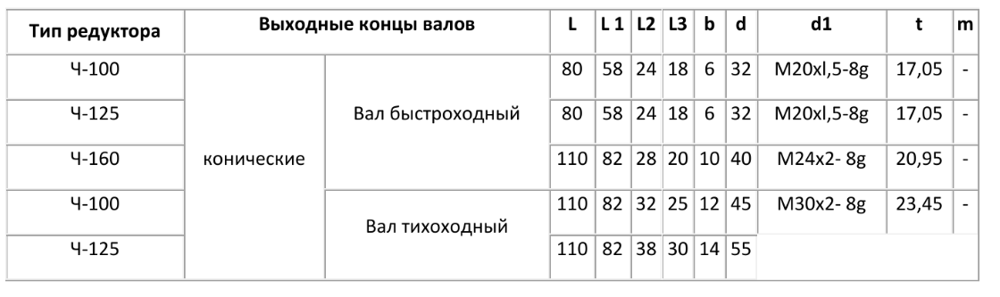 Тип редуктора Выходные концы валов L L 1 L2 L3 b d d1 t m
Ч-100 80 58 24 18 6 32 M20xl,5-8g 17,05 -
Ч-125 Вал быстроходный 80 58 24 18 6 32 M20xl,5-8g 17,05 -
Ч-160 конические 110 82 28 20 10 40 M24x2- 8g 20,95 -
Ч-100 110 82 32 25 12 45 M30x2- 8g 23,45 -
Вал тихоходный
Ч-125 110 82 38 30 14 55